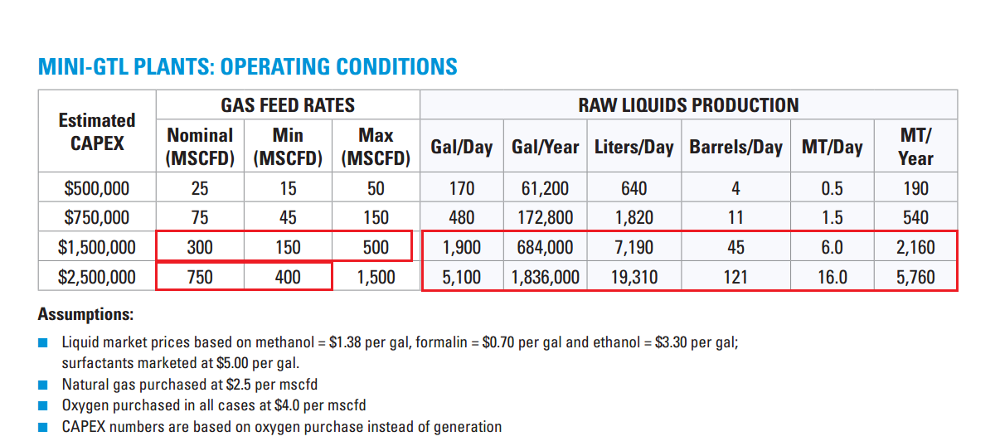 MINI-GTL PLANTS: OPERATING CONDITIONS
Estimated CAPEX GAS FEED RATES RAW LIQUIDS PRODUCTION
Nominal (MSCFD) Min (MSCFD) Max (MSCFD) Gal/Day Gal/Year Liters/Day Barrels/Day MT/Day MT/ Year
$500,000 25 15 50 170 61,200 640 4 0.5 190
$750,000 75 45 150 480 172,800 1,820 11 1.5 540
$1,500,000 300 150 500 1,900 684,000 7,190 45 6.0 2,160
$2,500,000 750 400 1,500 5,100 1,836,000 19,310 121 16.0 5,760
Assumptions:
Liquid market prices based on methanol = $1.38 per gal, formalin = $0.70 per gal and ethanol = $3.30 per gal;
surfactants marketed at $5.00 per gal.
Natural gas purchased at $2.5 per mscfd
Oxygen purchased in all cases at $4.0 per mscfd
CAPEX numbers are based on oxygen purchase instead of generation